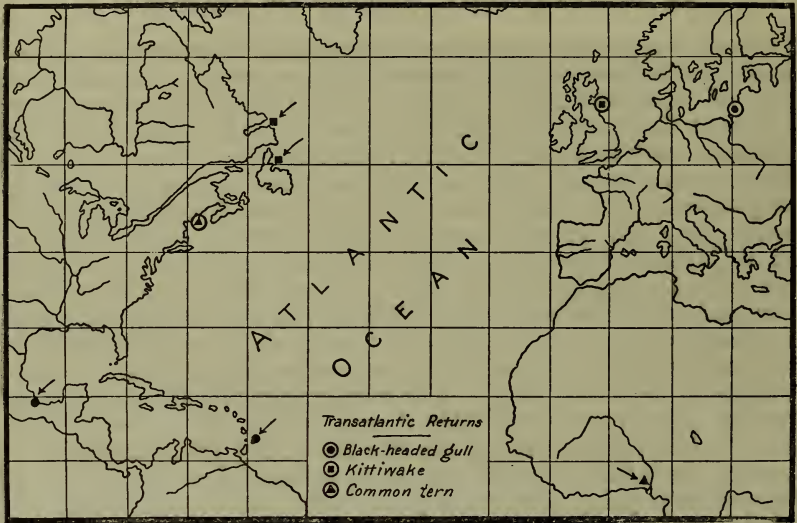 ATLANTIC
OCEAN
Transatlantic Returns
Black-headed gull
Kittiwake
Common tern